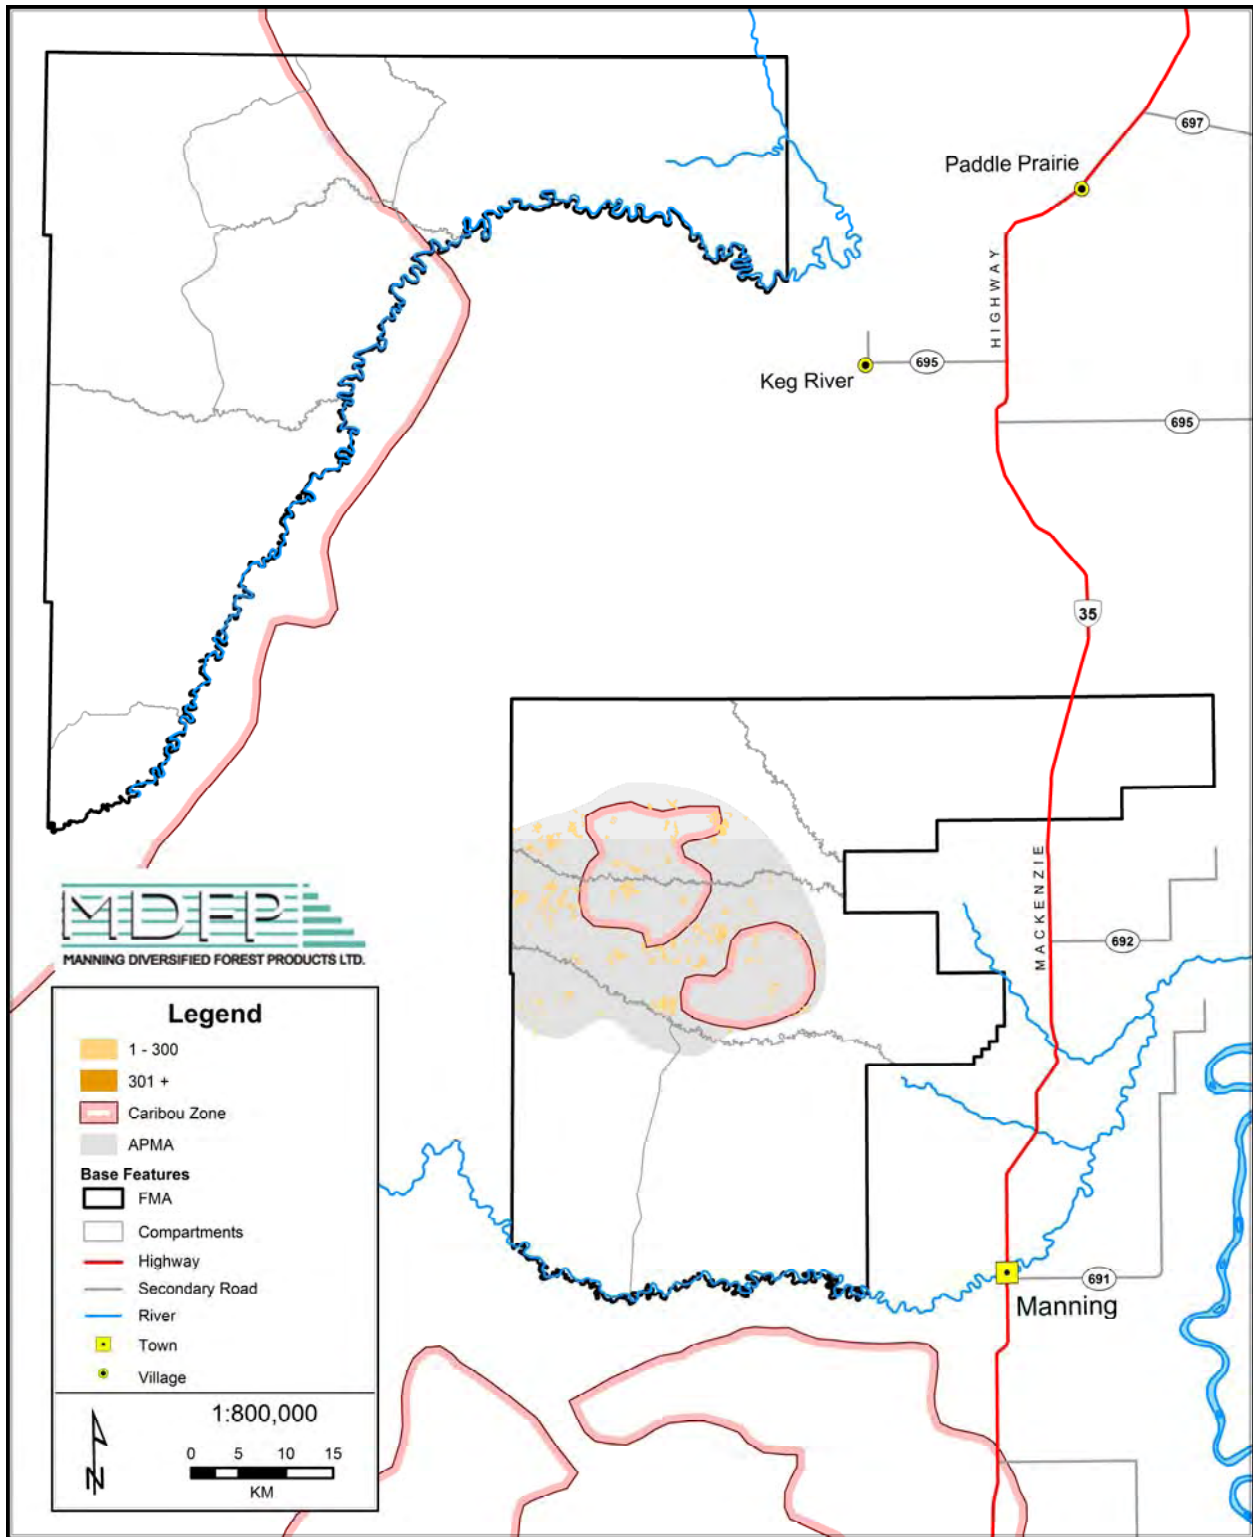 697
Paddle Prairie
HIGHWAY
695
Keg River
695
35
MACKENZIE
692
MDFP
MANNING DIVERSIFIED FOREST PRODUCTS LTD.
Legend
1 - 300
301 +
Caribou Zone
APMA
Base Features
FMA
Compartments
Highway
Secondary Road
River
Town
Village
691
Manning
1:800,000
0 5 10 15
KM
N